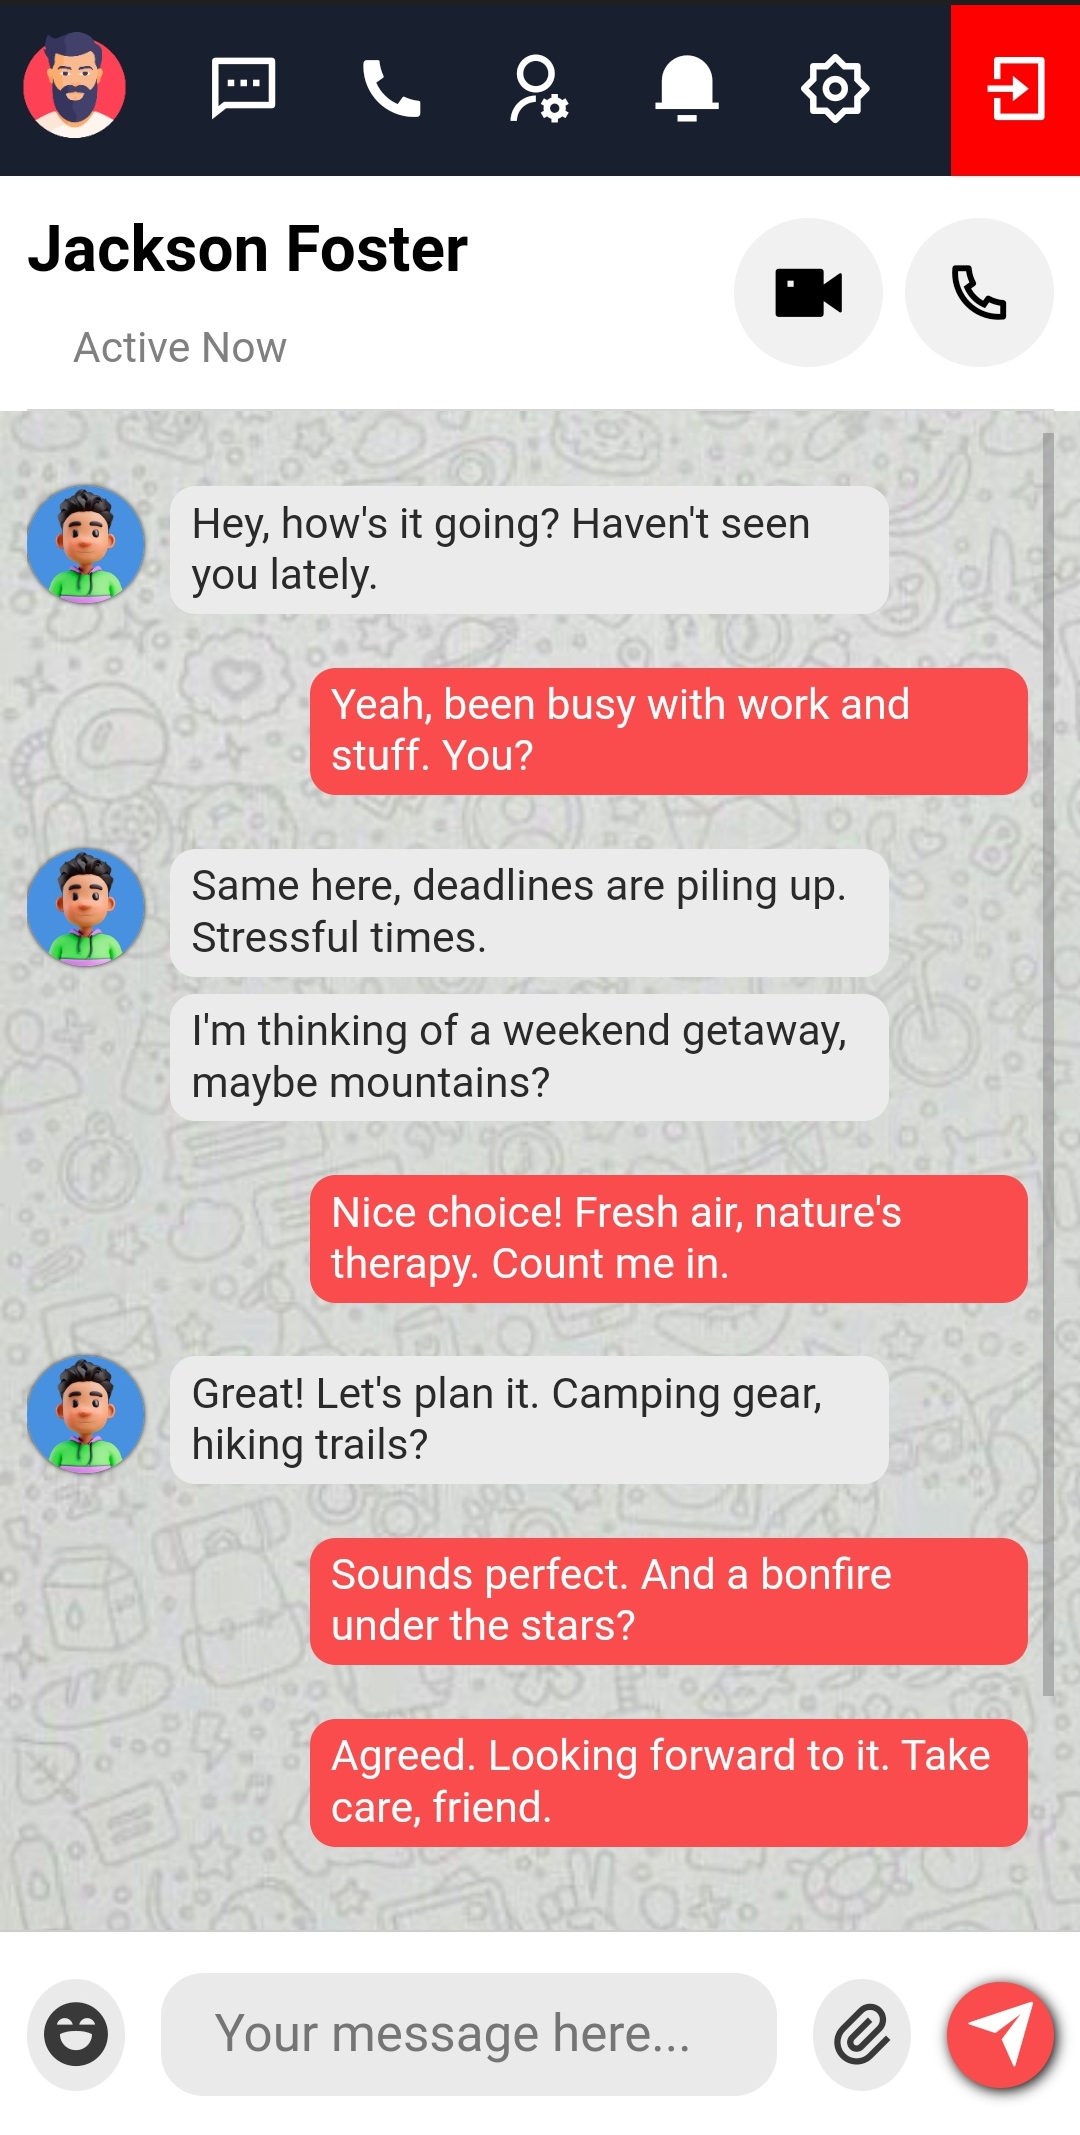 Jackson Foster
Active Now
Hey, how's it going? Haven't seen
you lately.
Yeah, been busy with work and
stuff. You?
Same here, deadlines are piling up.
Stressful times.
I'm thinking of a weekend getaway,
maybe mountains?
Nice choice! Fresh air, nature's
therapy. Count me in.
Great! Let's plan it. Camping gear,
hiking trails?
Sounds perfect. And a bonfire
under the stars?
Agreed. Looking forward to it. Take
care, friend.
Your message here...